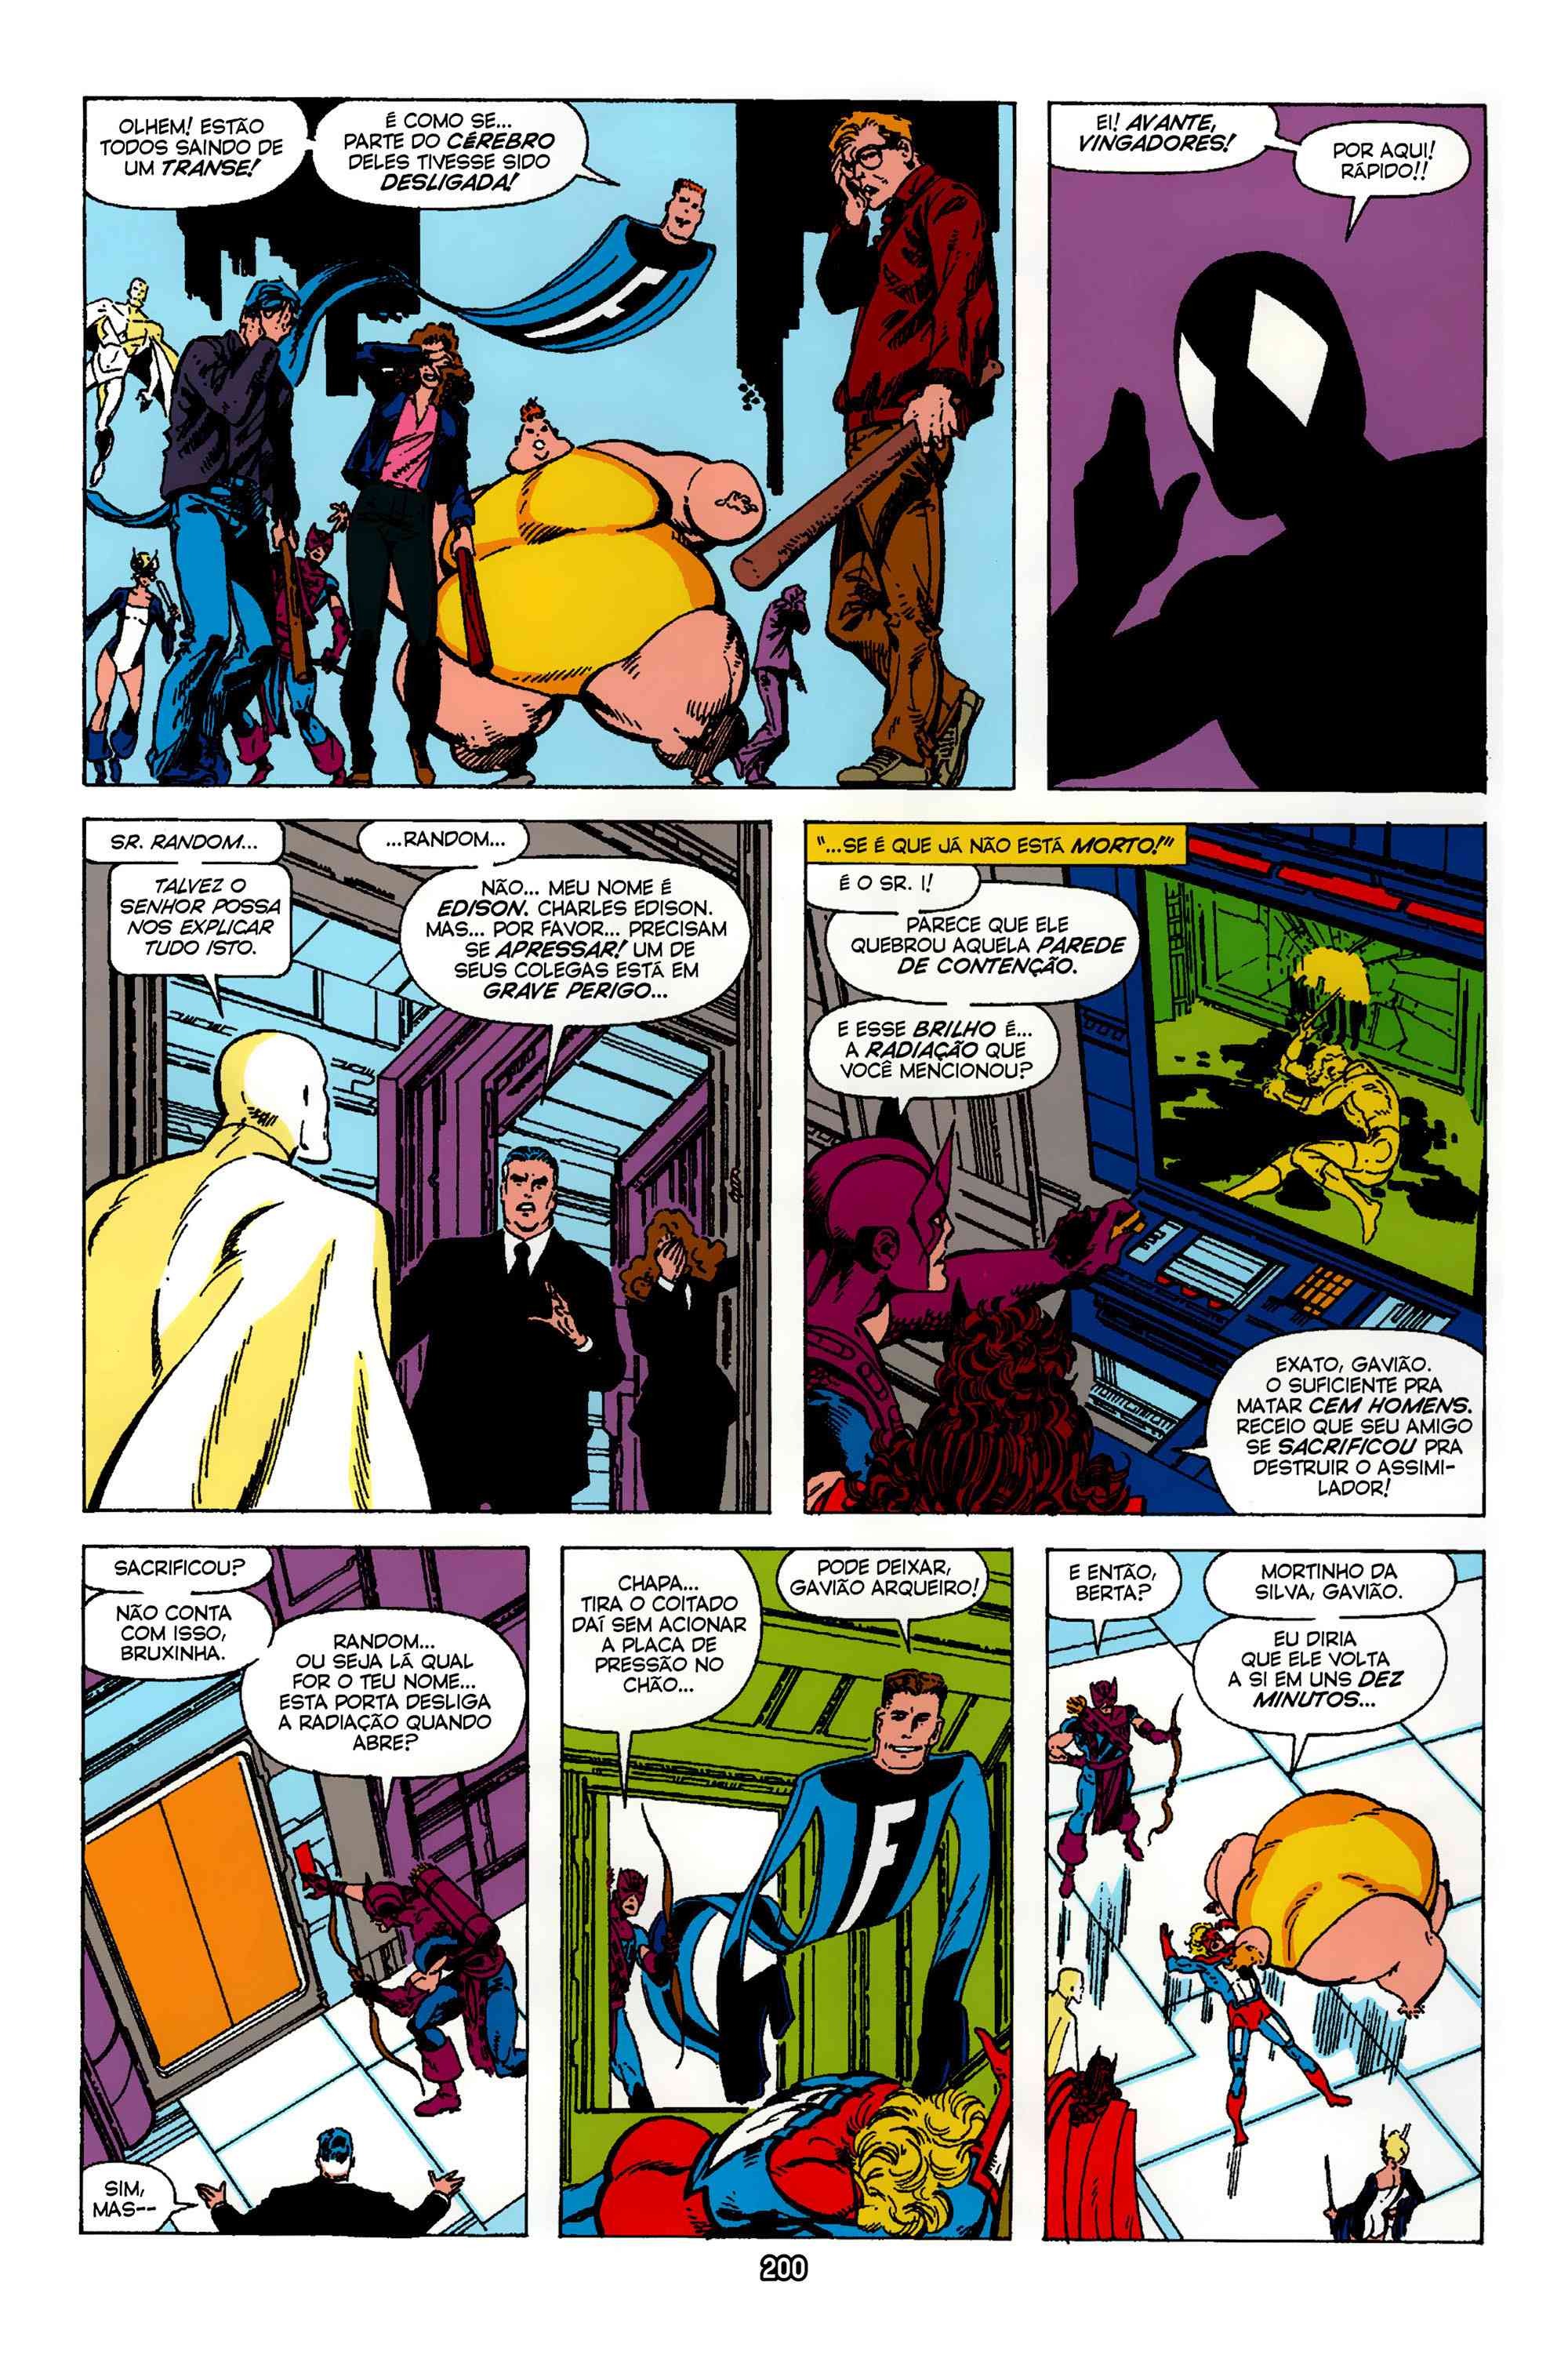 OLHEM! ESTÃO
TODOS SAINDO DE
UM TRANSE!
É COMO SE...
PARTE DO CÉREBRO
DELES TIVESSE SIDO
DESLIGADA!
F
EI! AVANTE,
VINGADORES!
POR AQUI!
RÁPIDO!!
SR. RANDOM...
TALVEZ O
SENHOR POSSA
NOS EXPLICAR
TUDO ISTO.
...RANDOM...
NÃO... MEU NOME É
EDISON. CHARLES EDISON.
MAS... POR FAVOR... PRECISAM
SE APRESSAR! UM DE
SEUS COLEGAS ESTÁ EM
GRAVE PERIGO...
"...SE É QUE JÁ NÃO ESTÁ MORTO!"
É O SR. I!
PARECE QUE ELE
QUEBROU AQUELA PAREDE
DE CONTENÇÃO.
E ESSE BRILHO É...
A RADIAÇÃO QUE
VOCÊ MENCIONOU?
EXATO, GAVIÃO.
O SUFICIENTE PRA
MATAR CEM HOMENS.
RECEIO QUE SEU AMIGO
SE SACRIFICOU PRA
DESTRUIR O ASSIMI-
LADOR!
SACRIFICOU?
NÃO CONTA
COM ISSO,
BRUXINHA.
RANDOM...
OU SEJA LÁ QUAL
FOR O TEU NOME...
ESTA PORTA DESLIGA
A RADIAÇÃO QUANDO
ABRE?
SIM,
MAS--
CHAPA...
TIRA O COITADO
DAÍ SEM ACIONAR
A PLACA DE
PRESSÃO NO
CHÃO...
PODE DEIXAR,
GAVIÃO ARQUEIRO!
F
E ENTÃO,
BERTA?
MORTINHO DA
SILVA, GAVIÃO.
EU DIRIA
QUE ELE VOLTA
A SI EM UNS DEZ
MINUTOS...
200